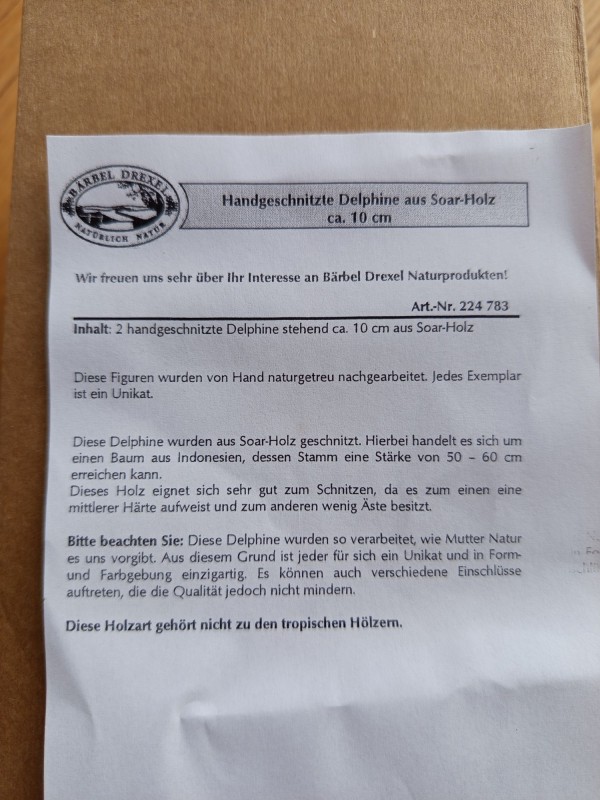 BÄRBEL DREXEL
NATÜRLICH NATUR
Handgeschnitzte Delphine aus Soar-Holz
ca. 10 cm
Wir freuen uns sehr über Ihr Interesse an Bärbel Drexel Naturprodukten!
Art.-Nr. 224 783
Inhalt: 2 handgeschnitzte Delphine stehend ca. 10 cm aus Soar-Holz
Diese Figuren wurden von Hand naturgetreu nachgearbeitet. Jedes Exemplar
ist ein Unikat.
Diese Delphine wurden aus Soar-Holz geschnitzt. Hierbei handelt es sich um
einen Baum aus Indonesien, dessen Stamm eine Stärke von 50 – 60 cm
erreichen kann.
Dieses Holz eignet sich sehr gut zum Schnitzen, da es zum einen eine
mittlerer Härte aufweist und zum anderen wenig Äste besitzt.
Bitte beachten Sie: Diese Delphine wurden so verarbeitet, wie Mutter Natur
es uns vorgibt. Aus diesem Grund ist jeder für sich ein Unikat und in Form-
und Farbgebung einzigartig. Es können auch verschiedene Einschlüsse
auftreten, die die Qualität jedoch nicht mindern.
Diese Holzart gehört nicht zu den tropischen Hölzern.